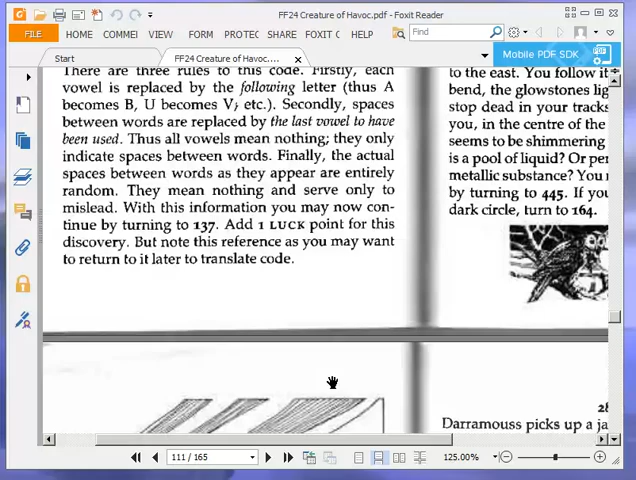 FF24 Creature of Havoc.pdf - Foxit Reader
FILE HOME COMMEI VIEW FORM PROTEC SHARE FOXIT C HELP Find
Start FF24 Creature of Havoc.... Mobile PDF SDK
There are three rules to this code. Firstly, each
vowel is replaced by the following letter (thus A
becomes B, U becomes V, etc.). Secondly, spaces
between words are replaced by the last vowel to have
been used. Thus all vowels mean nothing; they only
indicate spaces between words. Finally, the actual
spaces between words as they appear are entirely
random. They mean nothing and serve only to
mislead. With this information you may now con-
tinue by turning to 137. Add 1 LUCK point for this
discovery. But note this reference as you may want
to return to it later to translate code.
to the east. You follow it
bend, the glowstones lig
stop dead in your tracks
you, in the centre of the
seems to be shimmering
is a pool of liquid? Or per
metallic substance? You
by turning to 445. If you
dark circle, turn to 164.
28
Darramouss picks up a ja
111 / 165 125.00%